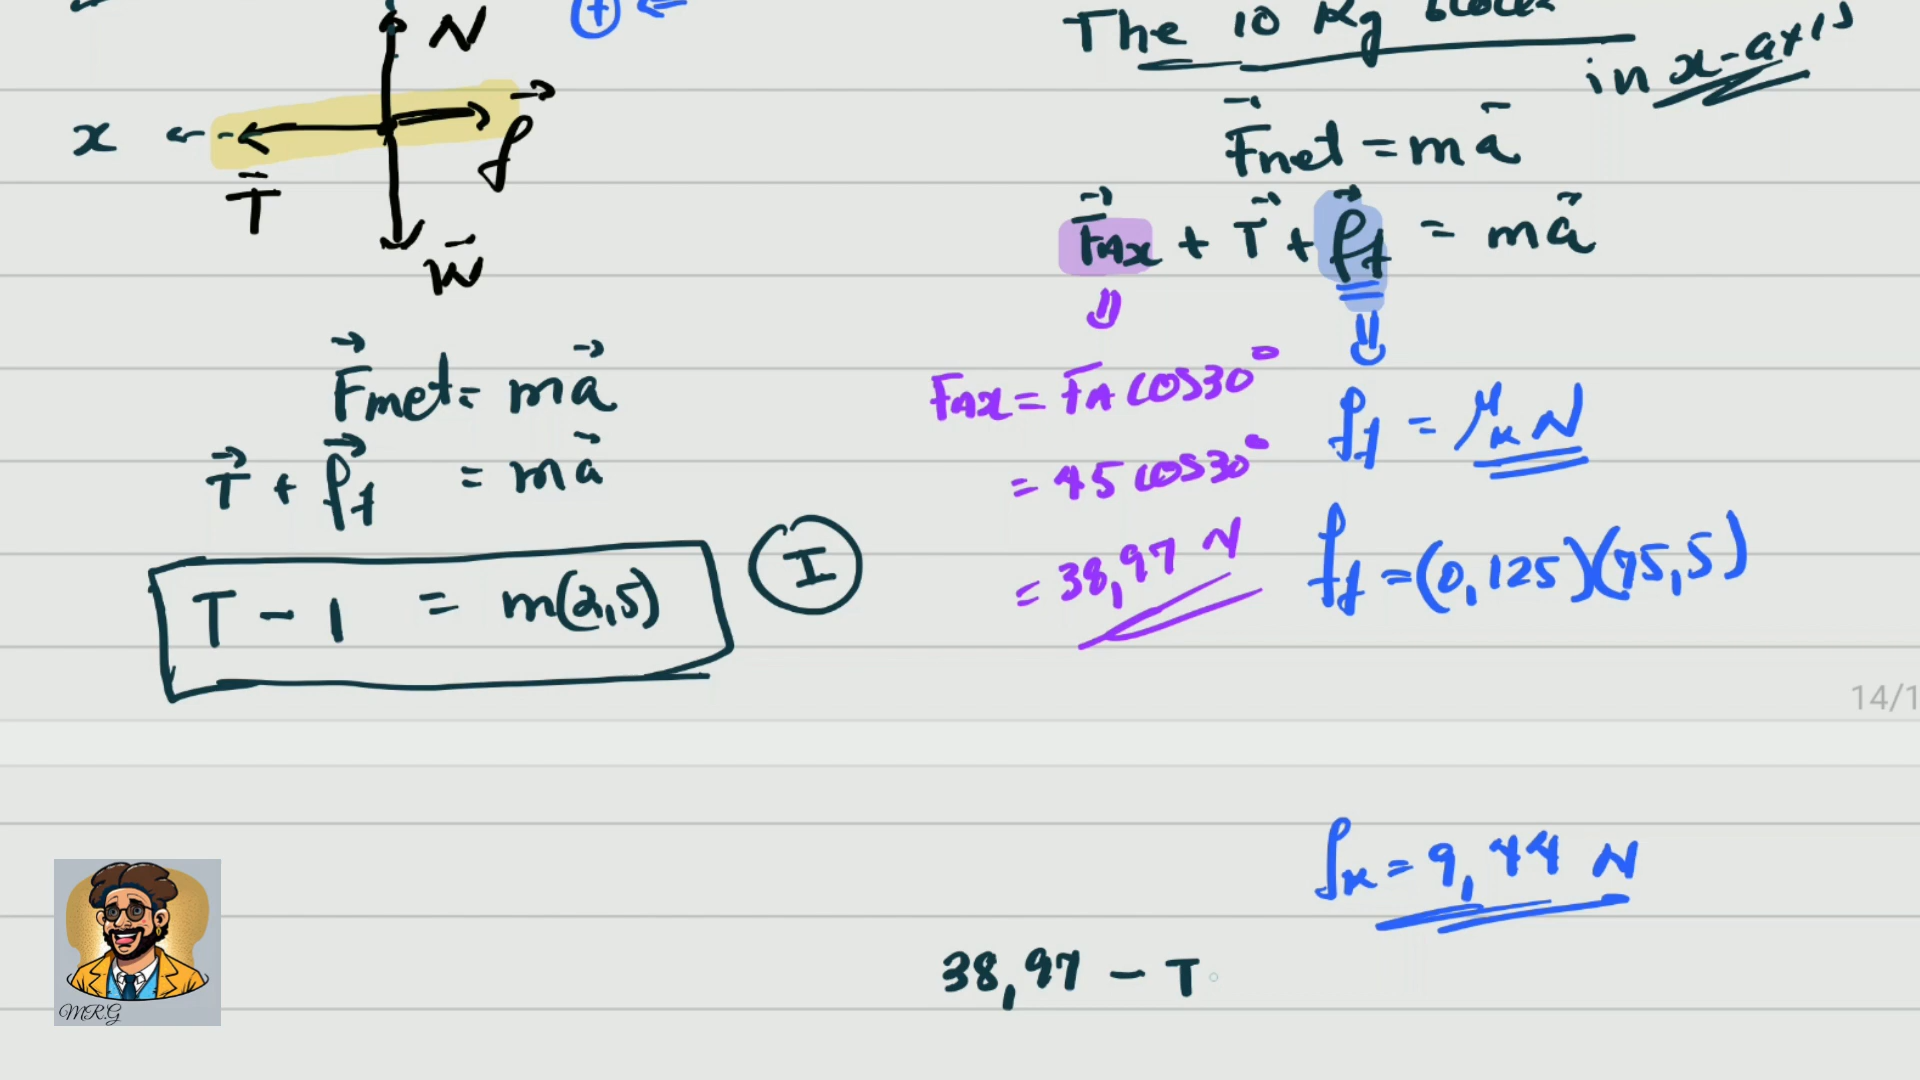 N
+ ←
x
f
T
W
Fnet = ma
T + ff = ma
T - 1 = m(2,5)
I
The 10 Kg block
in x-axis
Fnet = ma
FAx + T + ff = ma
FAx = FA cos30°
= 45 cos30°
= 38,97 N
ff = μk N
ff = (0,125)(75,5)
14/1
fk = 9,44 N
38,97 - T
MR.G